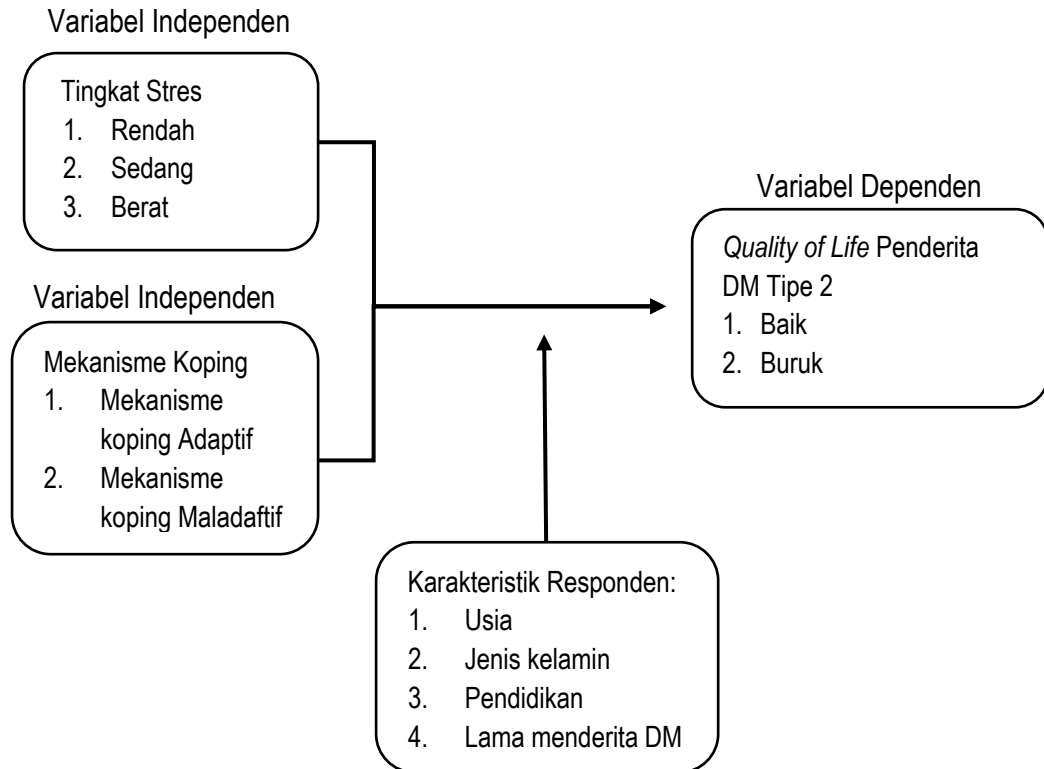 Variabel Independen
Tingkat Stres
1. Rendah
2. Sedang
3. Berat
Variabel Independen
Mekanisme Koping
1. Mekanisme
koping Adaptif
2. Mekanisme
koping Maladaftif
Variabel Dependen
Quality of Life Penderita
DM Tipe 2
1. Baik
2. Buruk
Karakteristik Responden:
1. Usia
2. Jenis kelamin
3. Pendidikan
4. Lama menderita DM